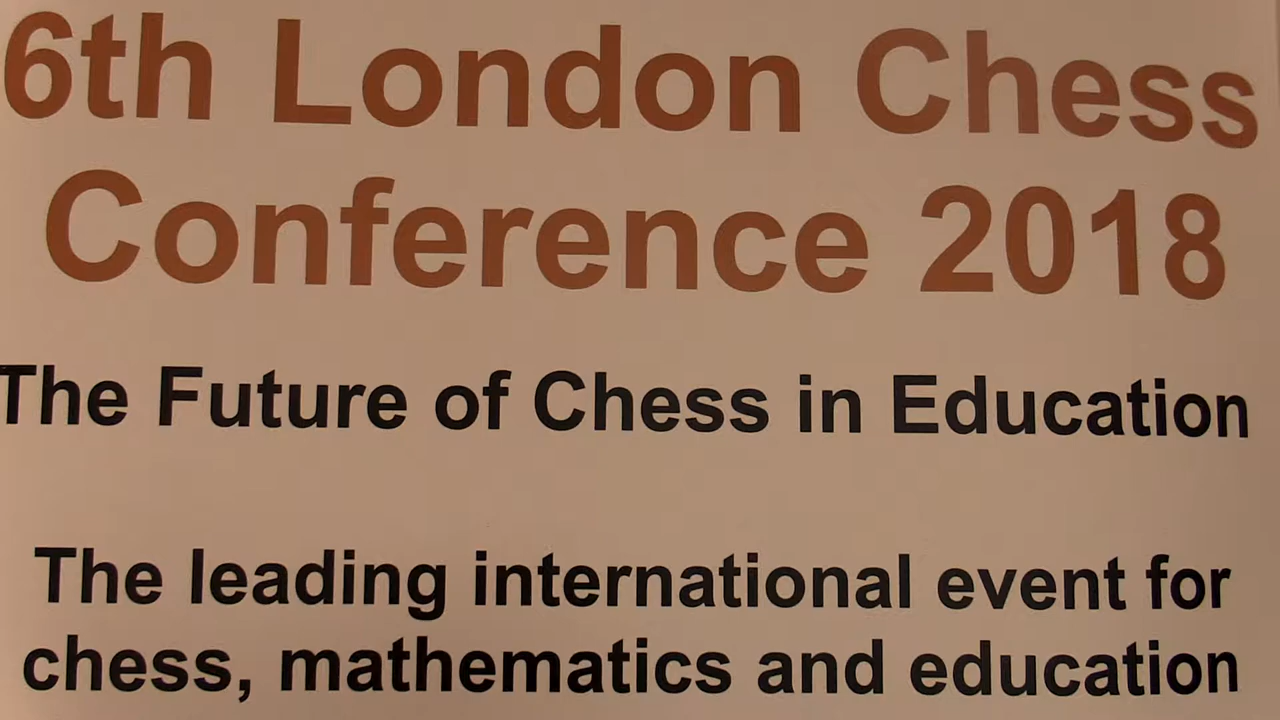 6th London Chess
Conference 2018
The Future of Chess in Education
The leading international event for
chess, mathematics and education